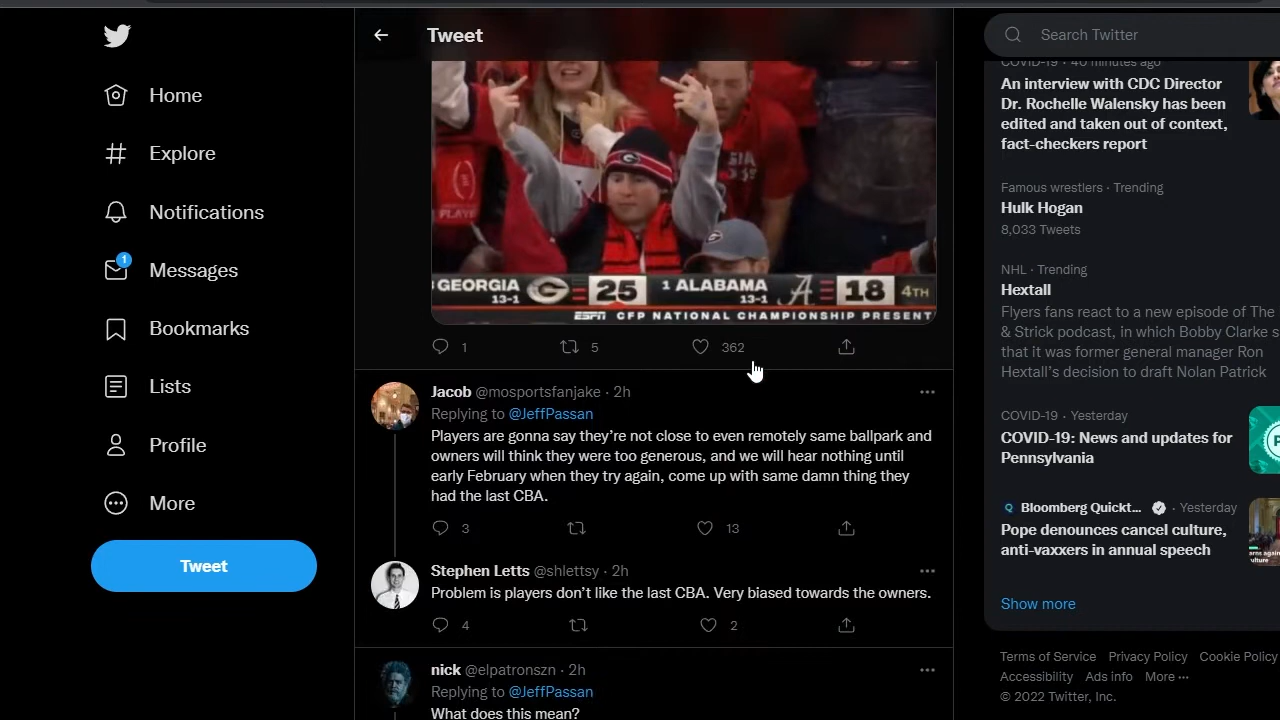 Home
Explore
Notifications
1
Messages
Bookmarks
Lists
Profile
More
Tweet
Tweet
GEORGIA
13-1
G
25
1 ALABAMA
13-1
A
18
4TH
ESPN CFP NATIONAL CHAMPIONSHIP PRESENT
1
5
362
Jacob @mosportsfanjake · 2h
Replying to @JeffPassan
Players are gonna say they’re not close to even remotely same ballpark and
owners will think they were too generous, and we will hear nothing until
early February when they try again, come up with same damn thing they
had the last CBA.
3
13
Stephen Letts @shlettsy · 2h
Problem is players don’t like the last CBA. Very biased towards the owners.
4
2
nick @elpatronszn · 2h
Replying to @JeffPassan
What does this mean?
Search Twitter
COVID-19 · 40 minutes ago
An interview with CDC Director
Dr. Rochelle Walensky has been
edited and taken out of context,
fact-checkers report
Famous wrestlers · Trending
Hulk Hogan
8,033 Tweets
NHL · Trending
Hextall
Flyers fans react to a new episode of The
& Strick podcast, in which Bobby Clarke s
that it was former general manager Ron
Hextall’s decision to draft Nolan Patrick
COVID-19 · Yesterday
COVID-19: News and updates for
Pennsylvania
Bloomberg Quickt... · Yesterday
Pope denounces cancel culture,
anti-vaxxers in annual speech
Show more
Terms of Service Privacy Policy Cookie Policy
Accessibility Ads info More ···
© 2022 Twitter, Inc.